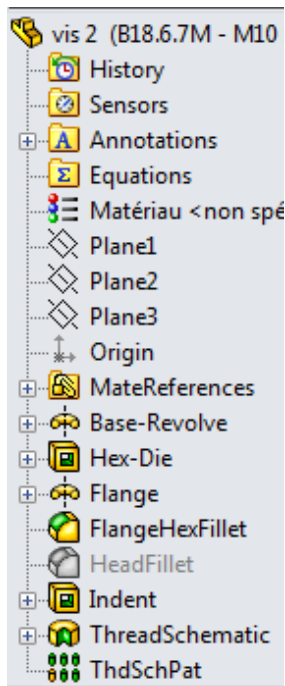 vis 2 (B18.6.7M - M10
History
Sensors
Annotations
Equations
Matériau <non spé
Plane1
Plane2
Plane3
Origin
MateReferences
Base-Revolve
Hex-Die
Flange
FlangeHexFillet
HeadFillet
Indent
ThreadSchematic
ThdSchPat